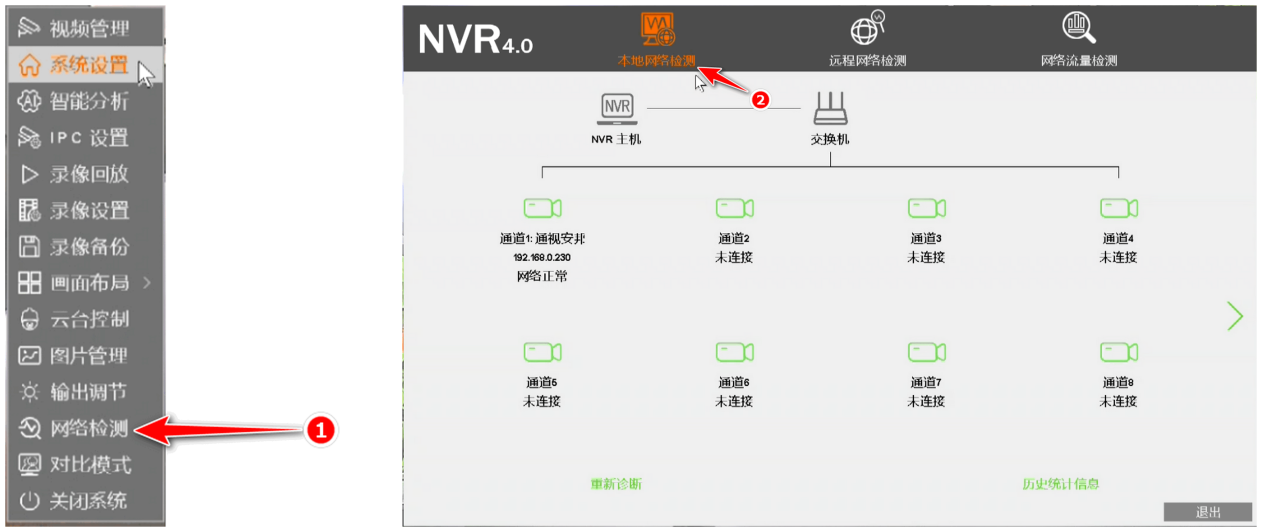 视频管理
系统设置
智能分析
IPC 设置
录像回放
录像设置
录像备份
画面布局
云台控制
图片管理
输出调节
网络检测
对比模式
关闭系统
1
NVR4.0
本地网络检测 远程网络检测 网络流量检测
2
NVR
NVR 主机 交换机
通道1: 通视安邦 通道2 通道3 通道4
192.168.0.230 未连接 未连接 未连接
网络正常
通道5 通道6 通道7 通道8
未连接 未连接 未连接 未连接
重新诊断 历史统计信息
退出